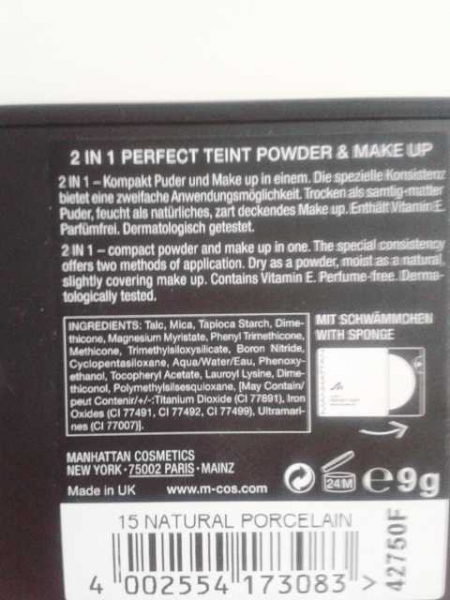 2 IN 1 PERFECT TEINT POWDER & MAKE UP
2 IN 1 – Kompakt Puder und Make up in einem. Die spezielle Konsistenz
bietet eine zweifache Anwendungsmöglichkeit. Trocken als samtig-matter
Puder, feucht als natürliches, zart deckendes Make up. Enthält Vitamin E.
Parfümfrei. Dermatologisch getestet.
2 IN 1 – compact powder and make up in one. The special consistency
offers two methods of application. Dry as a powder, moist as a natural,
slightly covering make up. Contains Vitamin E. Perfume-free. Derma-
tologically tested.
INGREDIENTS: Talc, Mica, Tapioca Starch, Dime-
thicone, Magnesium Myristate, Phenyl Trimethicone,
Methicone, Trimethylsiloxysilicate, Boron Nitride,
Cyclopentasiloxane, Aqua/Water/Eau, Phenoxy-
ethanol, Tocopheryl Acetate, Lauroyl Lysine, Dime-
thiconol, Polymethylsilsesquioxane, [May Contain/
peut Contenir/+/-:Titanium Dioxide (CI 77891), Iron
Oxides (CI 77491, CI 77492, CI 77499), Ultramari-
nes (CI 77007)].
MIT SCHWÄMMCHEN
WITH SPONGE
MANHATTAN COSMETICS
NEW YORK · 75002 PARIS · MAINZ
Made in UK www.m-cos.com
24M
e 9g
15 NATURAL PORCELAIN
42750F
4 002554 173083 >